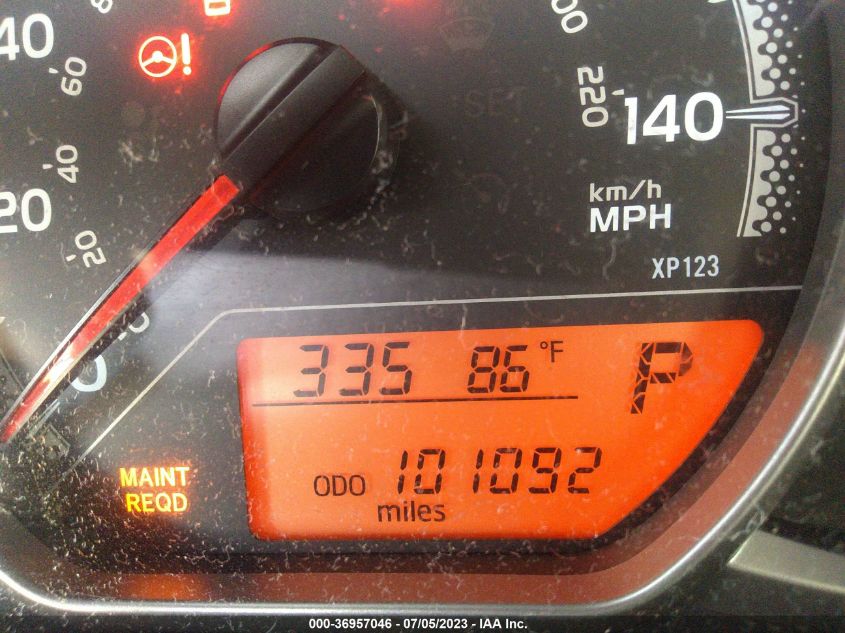 40
60
40
20
20
0
220
140
km/h
MPH
XP123
335 86 °F P
ODO 101092
miles
MAINT
REQD
000-36957046 - 07/05/2023 - IAA Inc.